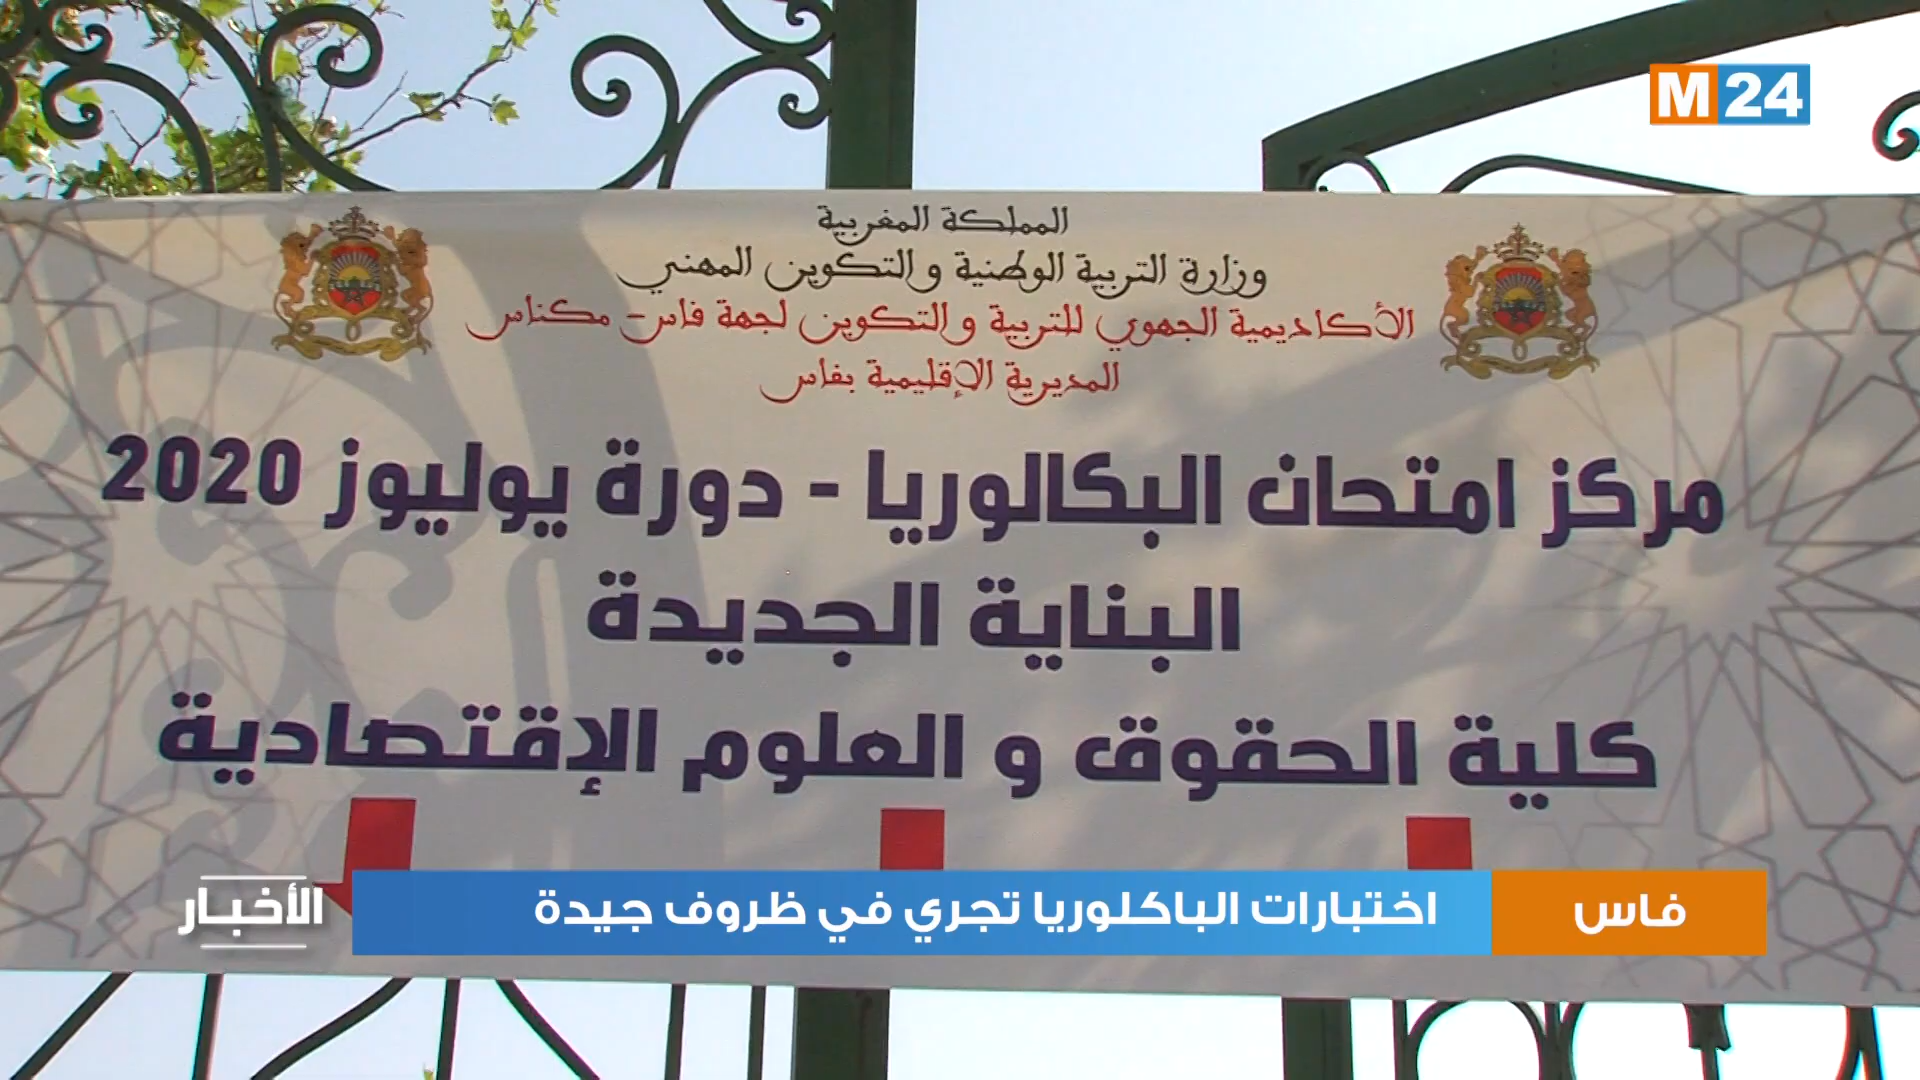 M24
المملكة المغربية
وزارة التربية الوطنية والتكوين المهني
الأكاديمية الجهوي للتربية والتكوين لجهة فاس- مكناس
المديرية الإقليمية بفاس
مركز امتحان البكالوريا - دورة يوليوز 2020
البناية الجديدة
كلية الحقوق و العلوم الإقتصادية
فاس
اختبارات الباكلوريا تجري في ظروف جيدة
الأخبار